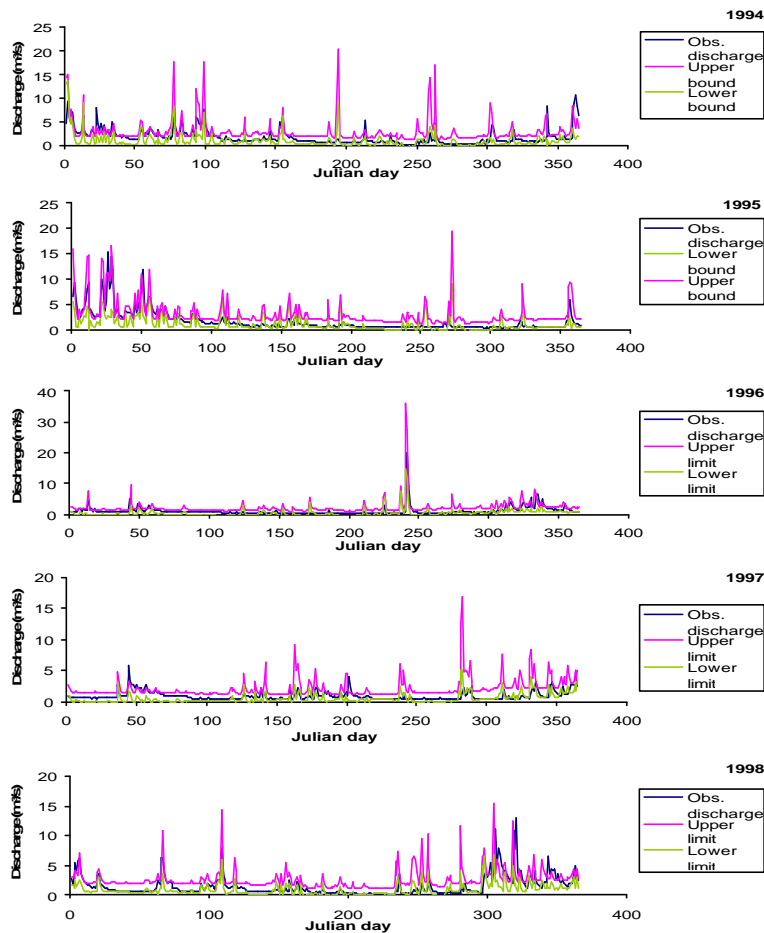 1994
Discharge(m³/s)
25
20
15
10
5
0
0 50 100 150 200 250 300 350 400
Julian day
Obs.
discharge
Upper
bound
Lower
bound
1995
Discharge(m³/s)
25
20
15
10
5
0
0 50 100 150 200 250 300 350 400
Julian day
Obs.
discharge
Lower
bound
Upper
bound
1996
Discharge(m³/s)
40
30
20
10
0
0 50 100 150 200 250 300 350 400
Julian day
Obs.
discharge
Upper
limit
Lower
limit
1997
Discharge(m³/s)
20
15
10
5
0
0 50 100 150 200 250 300 350 400
Julian day
Obs.
discharge
Upper
limit
Lower
limit
1998
Discharge(m³/s)
20
15
10
5
0
0 100 200 300 400
Julian day
Obs.
discharge
Upper
limit
Lower
limit